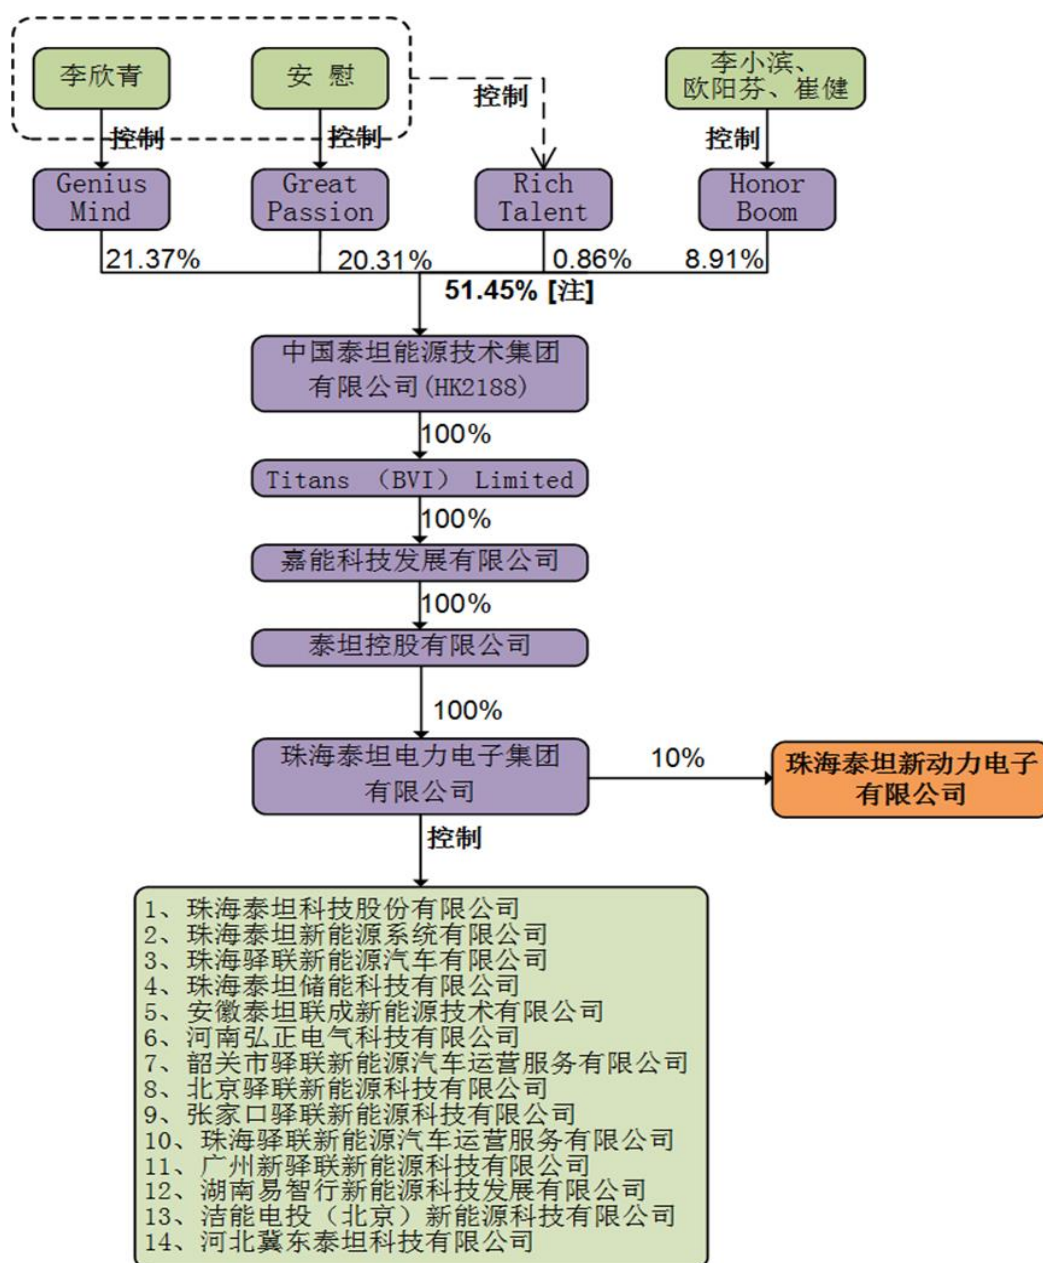 李欣青
安 慰
李小滨、
欧阳芬、崔健
控制
控制
控制
控制
Genius
Mind
Great
Passion
Rich
Talent
Honor
Boom
21.37%
20.31%
0.86%
8.91%
51.45% [注]
中国泰坦能源技术集团
有限公司(HK2188)
100%
Titans （BVI） Limited
100%
嘉能科技发展有限公司
100%
泰坦控股有限公司
100%
珠海泰坦电力电子集团
有限公司
10%
珠海泰坦新动力电子
有限公司
控制
1、珠海泰坦科技股份有限公司
2、珠海泰坦新能源系统有限公司
3、珠海驿联新能源汽车有限公司
4、珠海泰坦储能科技有限公司
5、安徽泰坦联成新能源技术有限公司
6、河南弘正电气科技有限公司
7、韶关市驿联新能源汽车运营服务有限公司
8、北京驿联新能源科技有限公司
9、张家口驿联新能源科技有限公司
10、珠海驿联新能源汽车运营服务有限公司
11、广州新驿联新能源科技有限公司
12、湖南易智行新能源科技发展有限公司
13、洁能电投（北京）新能源科技有限公司
14、河北冀东泰坦科技有限公司